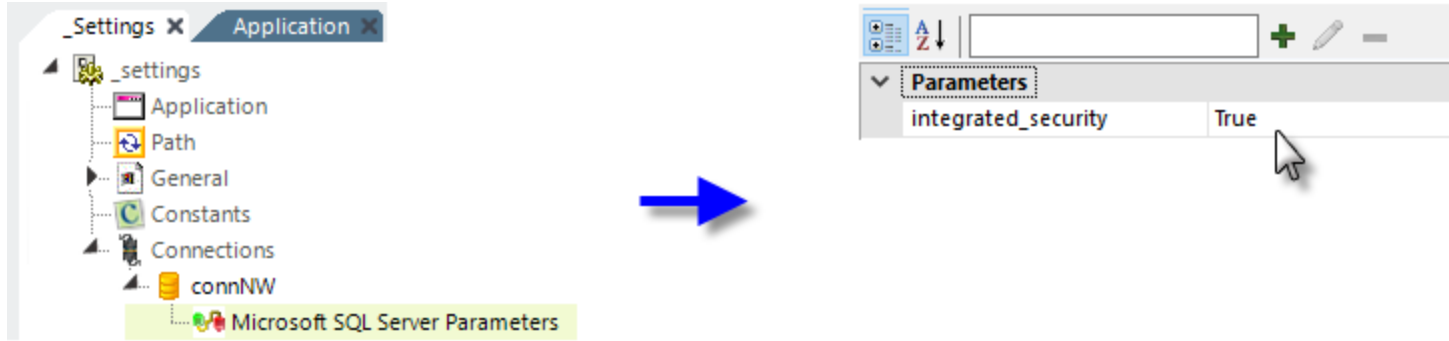 _Settings Application
_settings
Application
Path
General
Constants
Connections
connNW
Microsoft SQL Server Parameters
A
Z
Parameters
integrated_security True